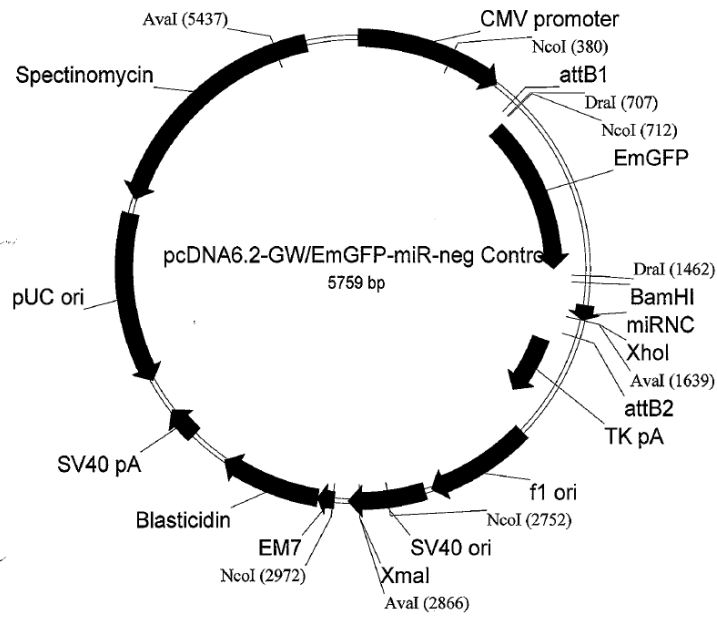 AvaI (5437)
CMV promoter
NcoI (380)
attB1
DraI (707)
NcoI (712)
EmGFP
Spectinomycin
pcDNA6.2-GW/EmGFP-miR-neg Contro
5759 bp
DraI (1462)
BamHI
miRNC
XhoI
AvaI (1639)
attB2
TK pA
pUC ori
SV40 pA
f1 ori
NcoI (2752)
Blasticidin
SV40 ori
EM7
NcoI (2972)
XmaI
AvaI (2866)